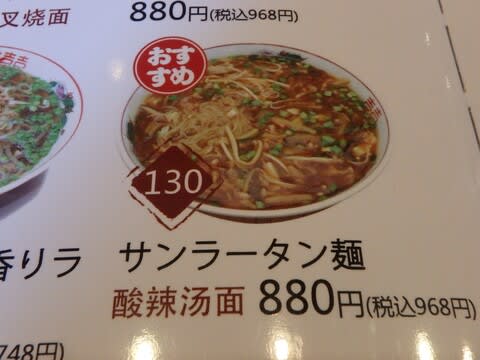 叉烧面
880円(税込968円)
おす
すめ
130
香りラ
サンラータン麺
酸辣汤面 880円(税込968円)
748円)